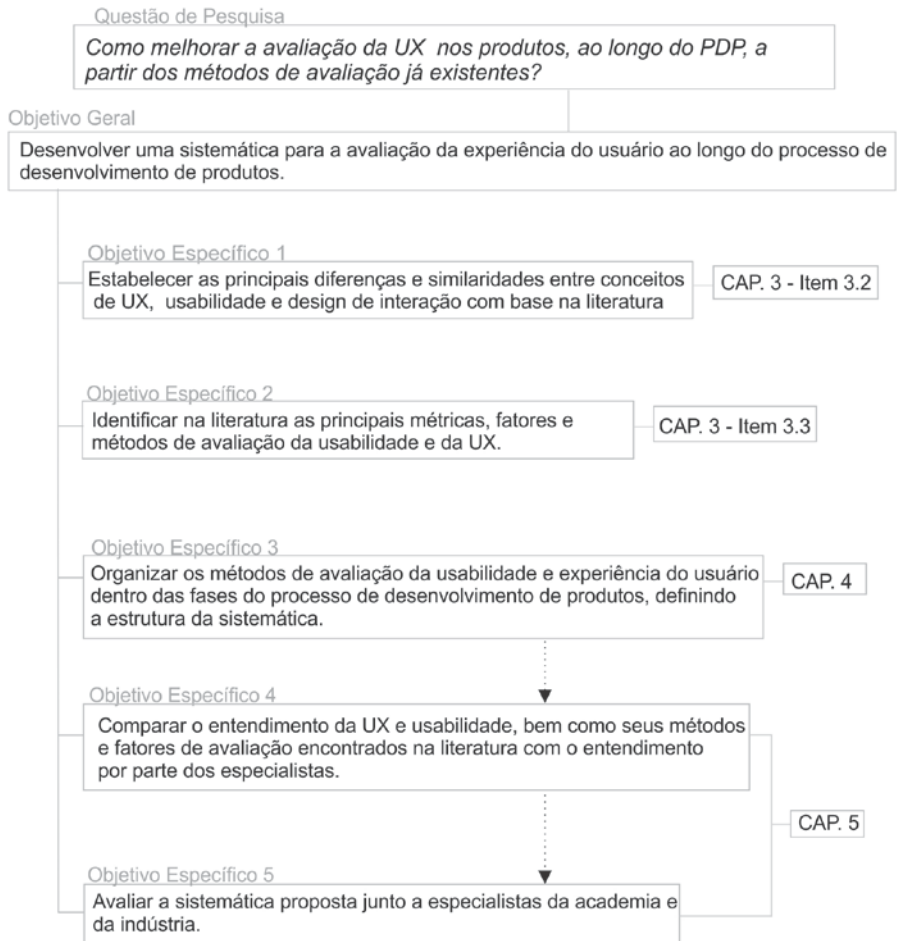 Questão de Pesquisa
Como melhorar a avaliação da UX nos produtos, ao longo do PDP, a
partir dos métodos de avaliação já existentes?
Objetivo Geral
Desenvolver uma sistemática para a avaliação da experiência do usuário ao longo do processo de
desenvolvimento de produtos.
Objetivo Específico 1
Estabelecer as principais diferenças e similaridades entre conceitos
de UX, usabilidade e design de interação com base na literatura
CAP. 3 - Item 3.2
Objetivo Específico 2
Identificar na literatura as principais métricas, fatores e
métodos de avaliação da usabilidade e da UX.
CAP. 3 - Item 3.3
Objetivo Específico 3
Organizar os métodos de avaliação da usabilidade e experiência do usuário
dentro das fases do processo de desenvolvimento de produtos, definindo
a estrutura da sistemática.
CAP. 4
Objetivo Específico 4
Comparar o entendimento da UX e usabilidade, bem como seus métodos
e fatores de avaliação encontrados na literatura com o entendimento
por parte dos especialistas.
CAP. 5
Objetivo Específico 5
Avaliar a sistemática proposta junto a especialistas da academia e
da indústria.